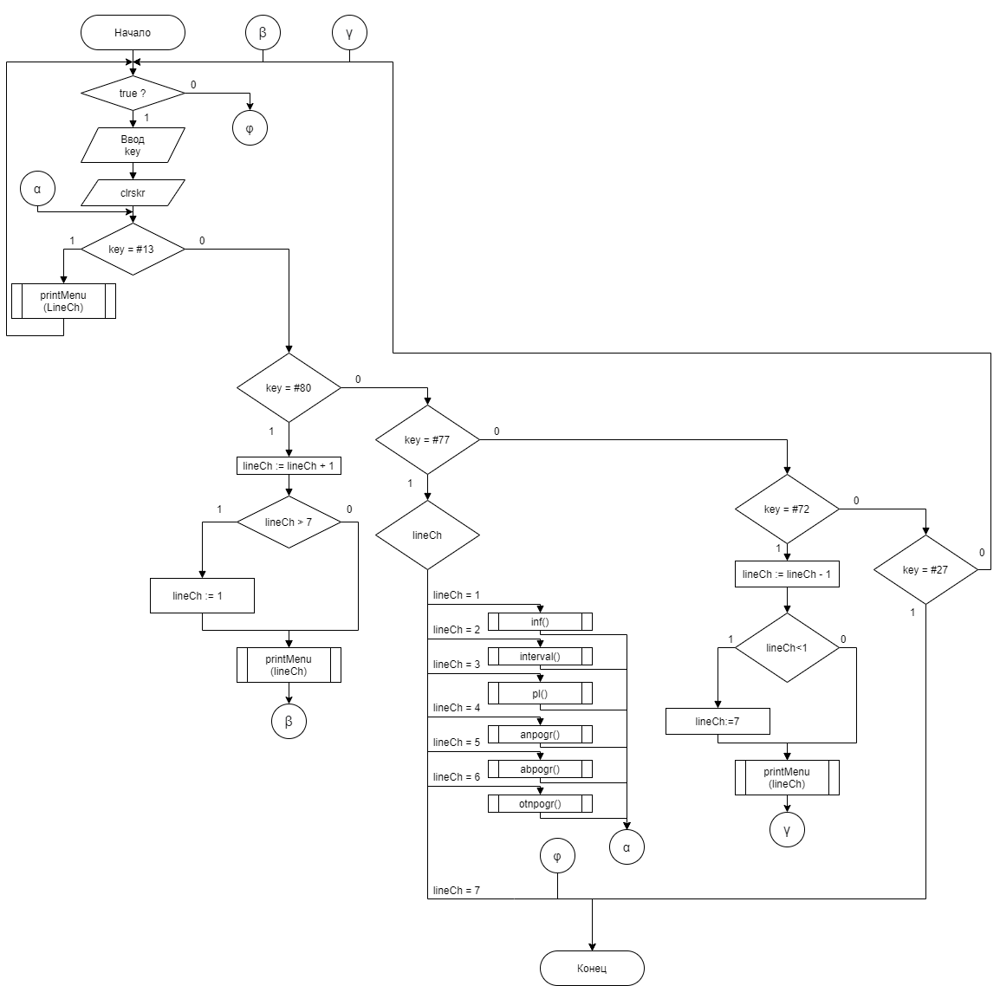 Начало
β
γ
true ?
0
1
φ
Ввод
key
clrskr
α
key = #13
1
0
printMenu
(LineCh)
key = #80
0
1
key = #77
0
1
lineCh := lineCh + 1
lineCh > 7
1
0
lineCh := 1
printMenu
(lineCh)
β
lineCh
lineCh = 1
inf()
lineCh = 2
interval()
lineCh = 3
pl()
lineCh = 4
anpogr()
lineCh = 5
abpogr()
lineCh = 6
otnpogr()
α
φ
lineCh = 7
key = #72
0
1
lineCh := lineCh - 1
lineCh<1
1
0
lineCh:=7
printMenu
(lineCh)
γ
key = #27
0
1
Конец